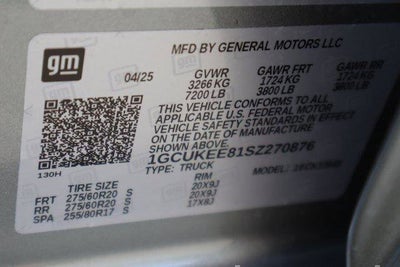 gm
MFD BY GENERAL MOTORS LLC
04/25 GVWR GAWR FRT GAWR RR
3266 KG 1724 KG 1724 KG
7200 LB 3800 LB 3800 LB
THIS VEHICLE CONFORMS TO ALL
APPLICABLE U.S. FEDERAL MOTOR
VEHICLE SAFETY STANDARDS IN EFFECT
ON THE DATE OF MANUFACTURE
SHOWN ABOVE.
1GCUKEE81SZ270876
130H
TYPE: TRUCK MODEL:
TIRE SIZE RIM
FRT 275/60R20 S 20X9J
RR 275/60R20 S 20X9J
SPA 255/80R17 S 17X8J